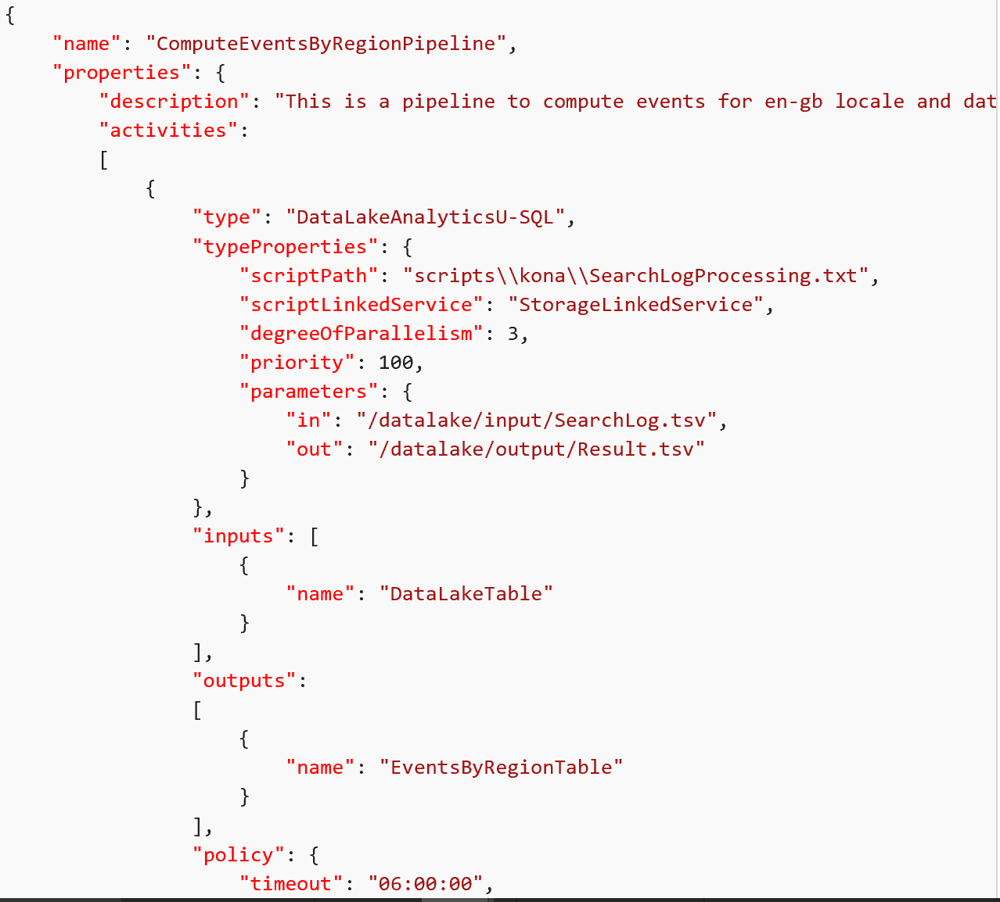 {
"name": "ComputeEventsByRegionPipeline",
"properties": {
"description": "This is a pipeline to compute events for en-gb locale and dat
"activities":
[
{
"type": "DataLakeAnalyticsU-SQL",
"typeProperties": {
"scriptPath": "scripts\\kona\\SearchLogProcessing.txt",
"scriptLinkedService": "StorageLinkedService",
"degreeOfParallelism": 3,
"priority": 100,
"parameters": {
"in": "/datalake/input/SearchLog.tsv",
"out": "/datalake/output/Result.tsv"
}
},
"inputs": [
{
"name": "DataLakeTable"
}
],
"outputs":
[
{
"name": "EventsByRegionTable"
}
],
"policy": {
"timeout": "06:00:00",